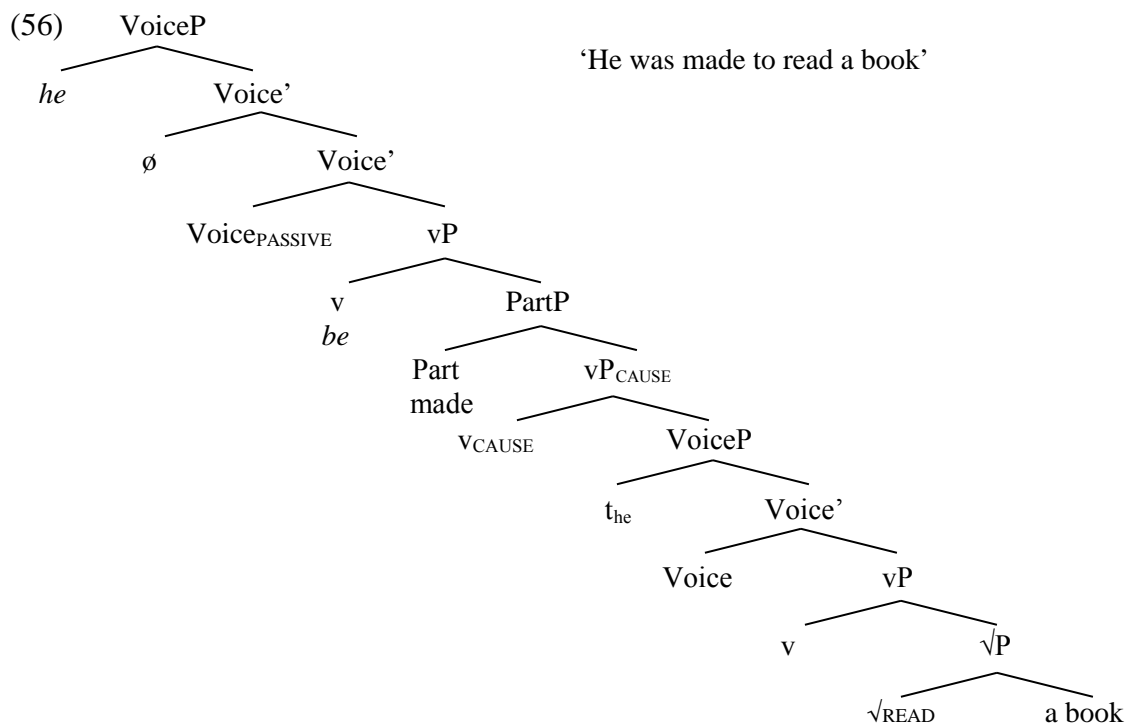 (56) VoiceP
‘He was made to read a book’
he Voice’
ø Voice’
VoicePASSIVE vP
v PartP
be
Part vPCAUSE
made
vCAUSE VoiceP
the Voice’
Voice vP
v √P
√READ a book